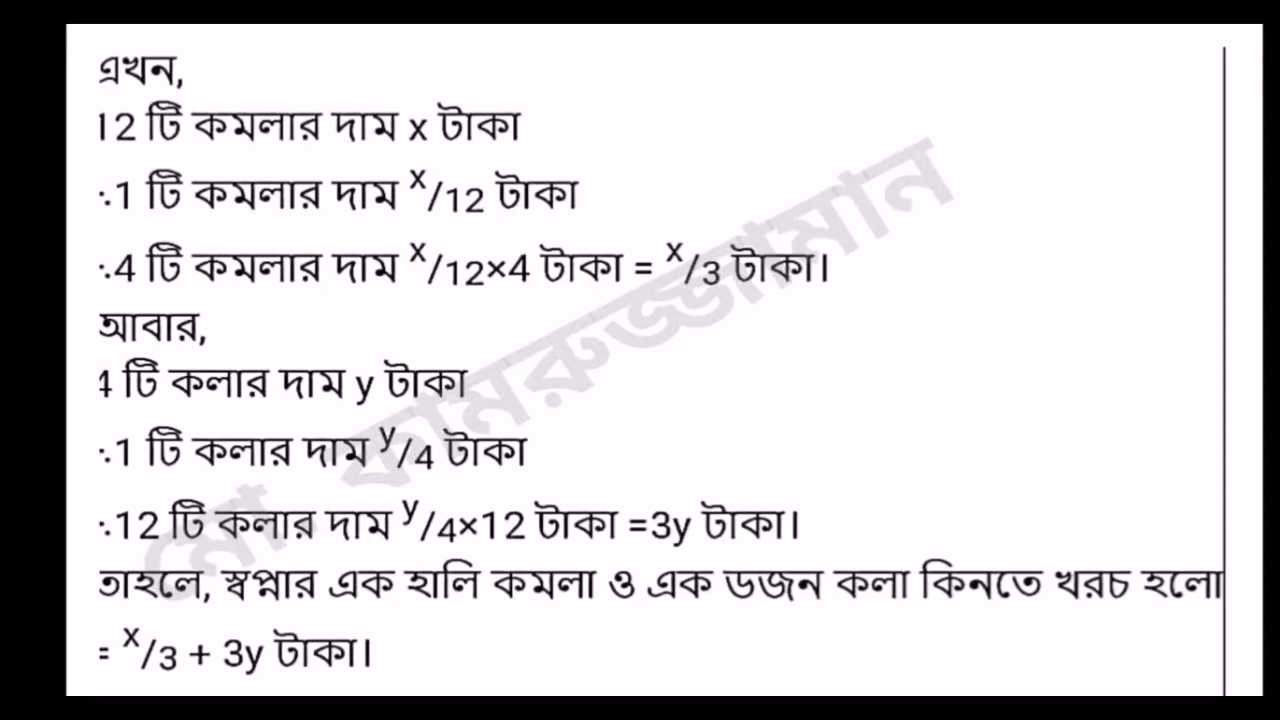 এখন,
12 টি কমলার দাম x টাকা
∴1 টি কমলার দাম x/12 টাকা
∴4 টি কমলার দাম x/12×4 টাকা = x/3 টাকা।
আবার,
4 টি কলার দাম y টাকা
∴1 টি কলার দাম y/4 টাকা
∴12 টি কলার দাম y/4×12 টাকা =3y টাকা।
তাহলে, স্বপ্নার এক হালি কমলা ও এক ডজন কলা কিনতে খরচ হলো
= x/3 + 3y টাকা।
মো. কামরুজ্জামান